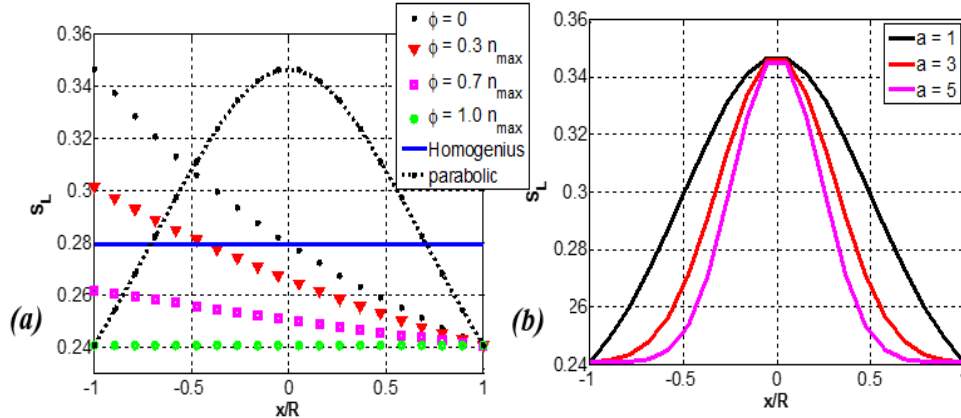 0.36
0.34
0.32
0.3
0.28
0.26
0.24
S_L
-1 -0.5 0 0.5 1
x/R
(a)
ϕ = 0
ϕ = 0.3 n_max
ϕ = 0.7 n_max
ϕ = 1.0 n_max
Homogenius
parabolic
0.36
0.34
0.32
0.3
0.28
0.26
0.24
S_L
-1 -0.5 0 0.5 1
x/R
(b)
a = 1
a = 3
a = 5